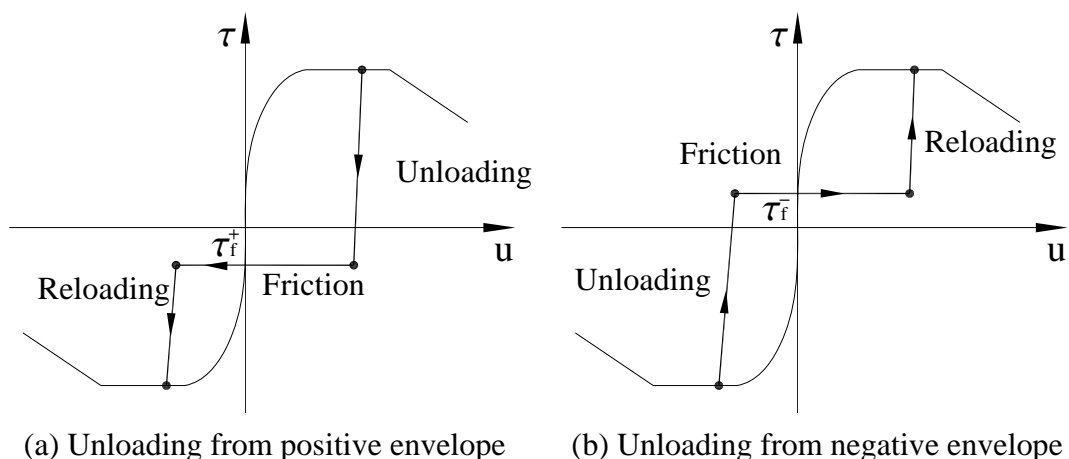 τ
Unloading
τf+
u
Reloading
Friction
(a) Unloading from positive envelope
τ
Friction
Reloading
τf-
u
Unloading
(b) Unloading from negative envelope